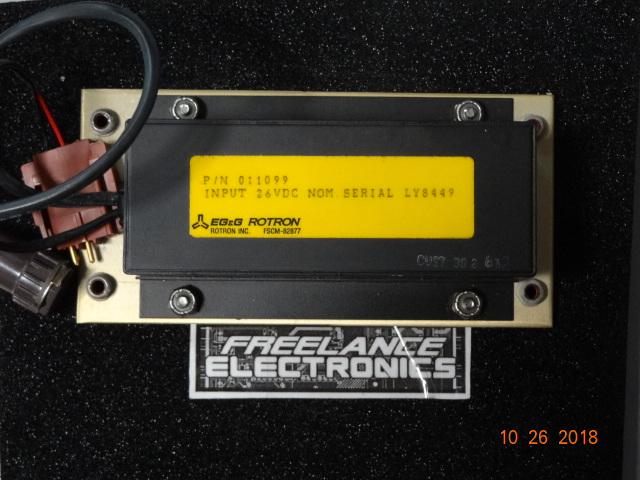 P/N 011099
INPUT 26VDC NOM SERIAL LY8449
EG&G ROTRON
ROTRON INC. FSCM-82877
FREELANCE
ELECTRONICS
10 26 2018